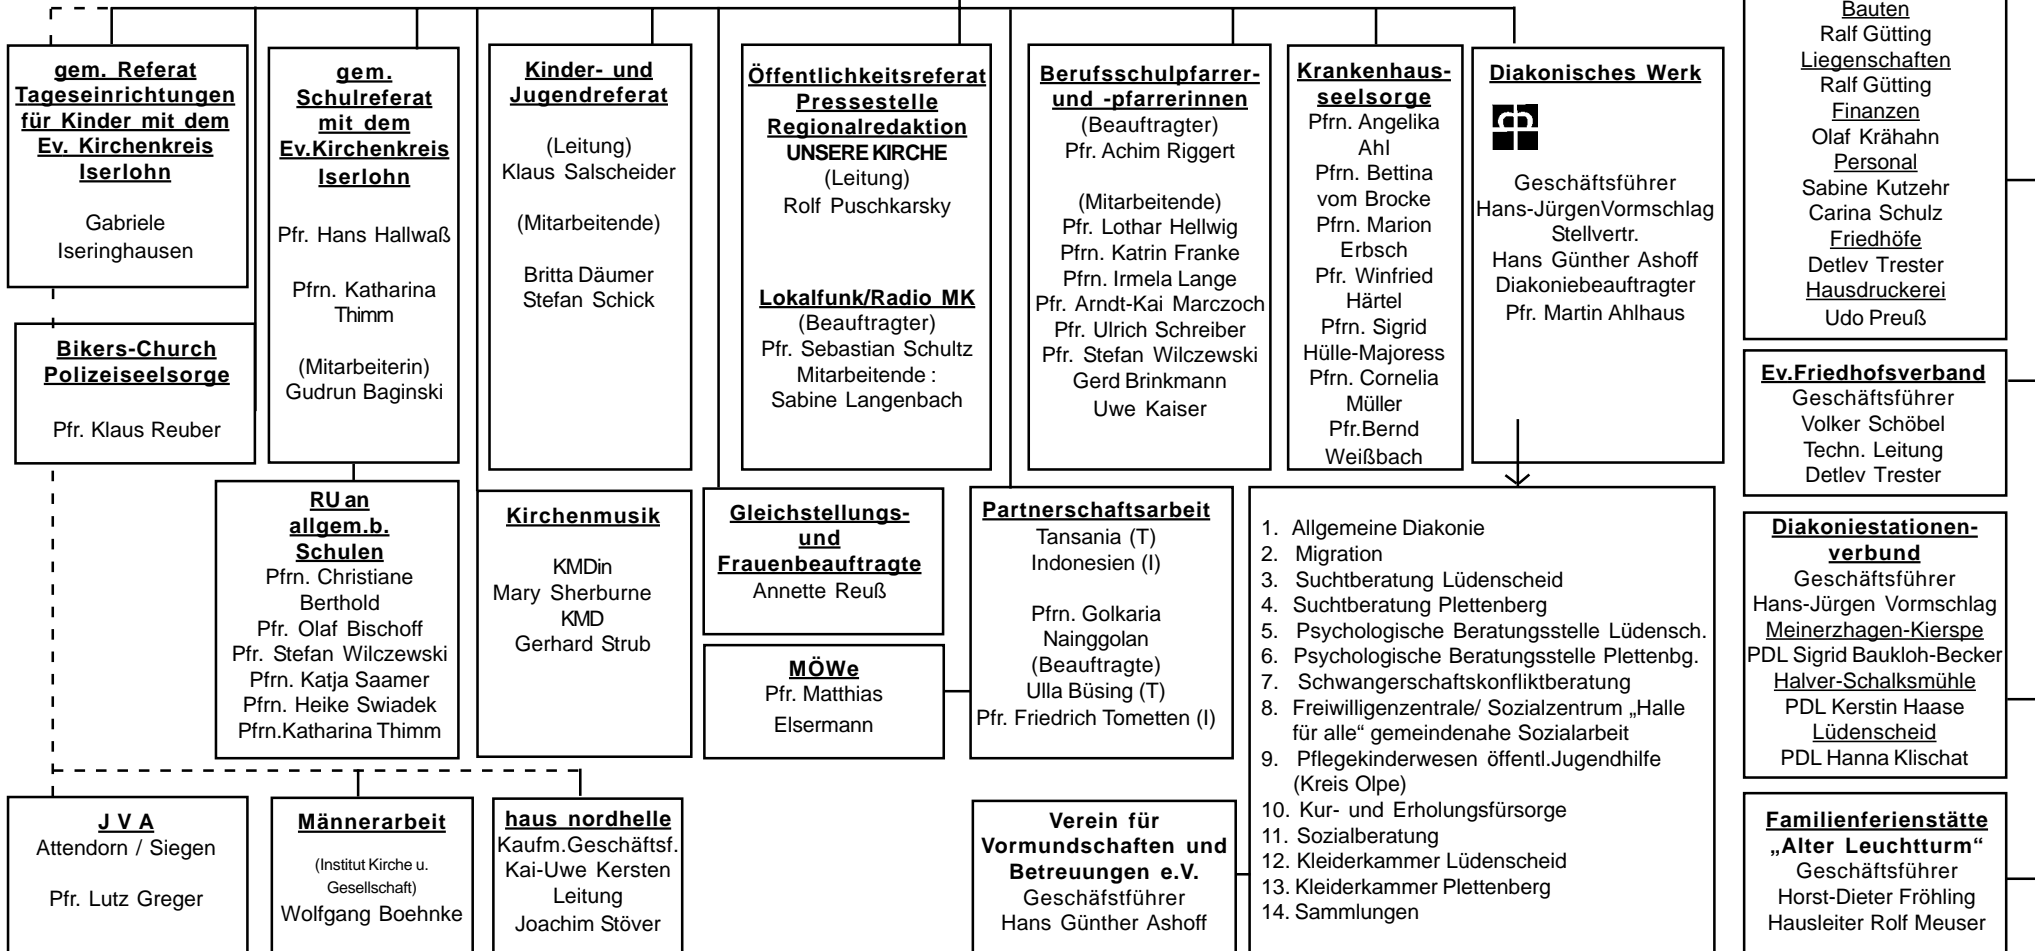 gem. Referat
Tageseinrichtungen
für Kinder mit dem
Ev. Kirchenkreis
Iserlohn
Gabriele
Iseringhausen
gem.
Schulreferat
mit dem
Ev.Kirchenkreis
Iserlohn
Pfr. Hans Hallwaß
Pfrn. Katharina
Thimm
(Mitarbeiterin)
Gudrun Baginski
Kinder- und
Jugendreferat
(Leitung)
Klaus Salscheider
(Mitarbeitende)
Britta Däumer
Stefan Schick
Öffentlichkeitsreferat
Pressestelle
Regionalredaktion
UNSERE KIRCHE
(Leitung)
Rolf Puschkarsky
Lokalfunk/Radio MK
(Beauftragter)
Pfr. Sebastian Schultz
Mitarbeitende :
Sabine Langenbach
Berufsschulpfarrer-
und -pfarrerinnen
(Beauftragter)
Pfr. Achim Riggert
(Mitarbeitende)
Pfr. Lothar Hellwig
Pfrn. Katrin Franke
Pfrn. Irmela Lange
Pfr. Arndt-Kai Marczoch
Pfr. Ulrich Schreiber
Pfr. Stefan Wilczewski
Gerd Brinkmann
Uwe Kaiser
Krankenhaus-
seelsorge
Pfrn. Angelika
Ahl
Pfrn. Bettina
vom Brocke
Pfrn. Marion
Erbsch
Pfr. Winfried
Härtel
Pfrn. Sigrid
Hülle-Majoress
Pfrn. Cornelia
Müller
Pfr.Bernd
Weißbach
Diakonisches Werk
Geschäftsführer
Hans-JürgenVormschlag
Stellvertr.
Hans Günther Ashoff
Diakoniebeauftragter
Pfr. Martin Ahlhaus
Bauten
Ralf Gütting
Liegenschaften
Ralf Gütting
Finanzen
Olaf Krähahn
Personal
Sabine Kutzehr
Carina Schulz
Friedhöfe
Detlev Trester
Hausdruckerei
Udo Preuß
Bikers-Church
Polizeiseelsorge
Pfr. Klaus Reuber
Ev.Friedhofsverband
Geschäftsführer
Volker Schöbel
Techn. Leitung
Detlev Trester
RU an
allgem.b.
Schulen
Pfrn. Christiane
Berthold
Pfr. Olaf Bischoff
Pfr. Stefan Wilczewski
Pfrn. Katja Saamer
Pfrn. Heike Swiadek
Pfrn.Katharina Thimm
Kirchenmusik
KMDin
Mary Sherburne
KMD
Gerhard Strub
Gleichstellungs-
und
Frauenbeauftragte
Annette Reuß
MÖWe
Pfr. Matthias
Elsermann
Partnerschaftsarbeit
Tansania (T)
Indonesien (I)
Pfrn. Golkaria
Nainggolan
(Beauftragte)
Ulla Büsing (T)
Pfr. Friedrich Tometten (I)
1. Allgemeine Diakonie
2. Migration
3. Suchtberatung Lüdenscheid
4. Suchtberatung Plettenberg
5. Psychologische Beratungsstelle Lüdensch.
6. Psychologische Beratungsstelle Plettenbg.
7. Schwangerschaftskonfliktberatung
8. Freiwilligenzentrale/ Sozialzentrum „Halle
für alle“ gemeindenahe Sozialarbeit
9. Pflegekinderwesen öffentl.Jugendhilfe
(Kreis Olpe)
10. Kur- und Erholungsfürsorge
11. Sozialberatung
12. Kleiderkammer Lüdenscheid
13. Kleiderkammer Plettenberg
14. Sammlungen
Diakoniestationen-
verbund
Geschäftsführer
Hans-Jürgen Vormschlag
Meinerzhagen-Kierspe
PDL Sigrid Baukloh-Becker
Halver-Schalksmühle
PDL Kerstin Haase
Lüdenscheid
PDL Hanna Klischat
J V A
Attendorn / Siegen
Pfr. Lutz Greger
Männerarbeit
(Institut Kirche u.
Gesellschaft)
Wolfgang Boehnke
haus nordhelle
Kaufm.Geschäftsf.
Kai-Uwe Kersten
Leitung
Joachim Stöver
Verein für
Vormundschaften und
Betreuungen e.V.
Geschäfstführer
Hans Günther Ashoff
Familienferienstätte
„Alter Leuchtturm“
Geschäftsführer
Horst-Dieter Fröhling
Hausleiter Rolf Meuser